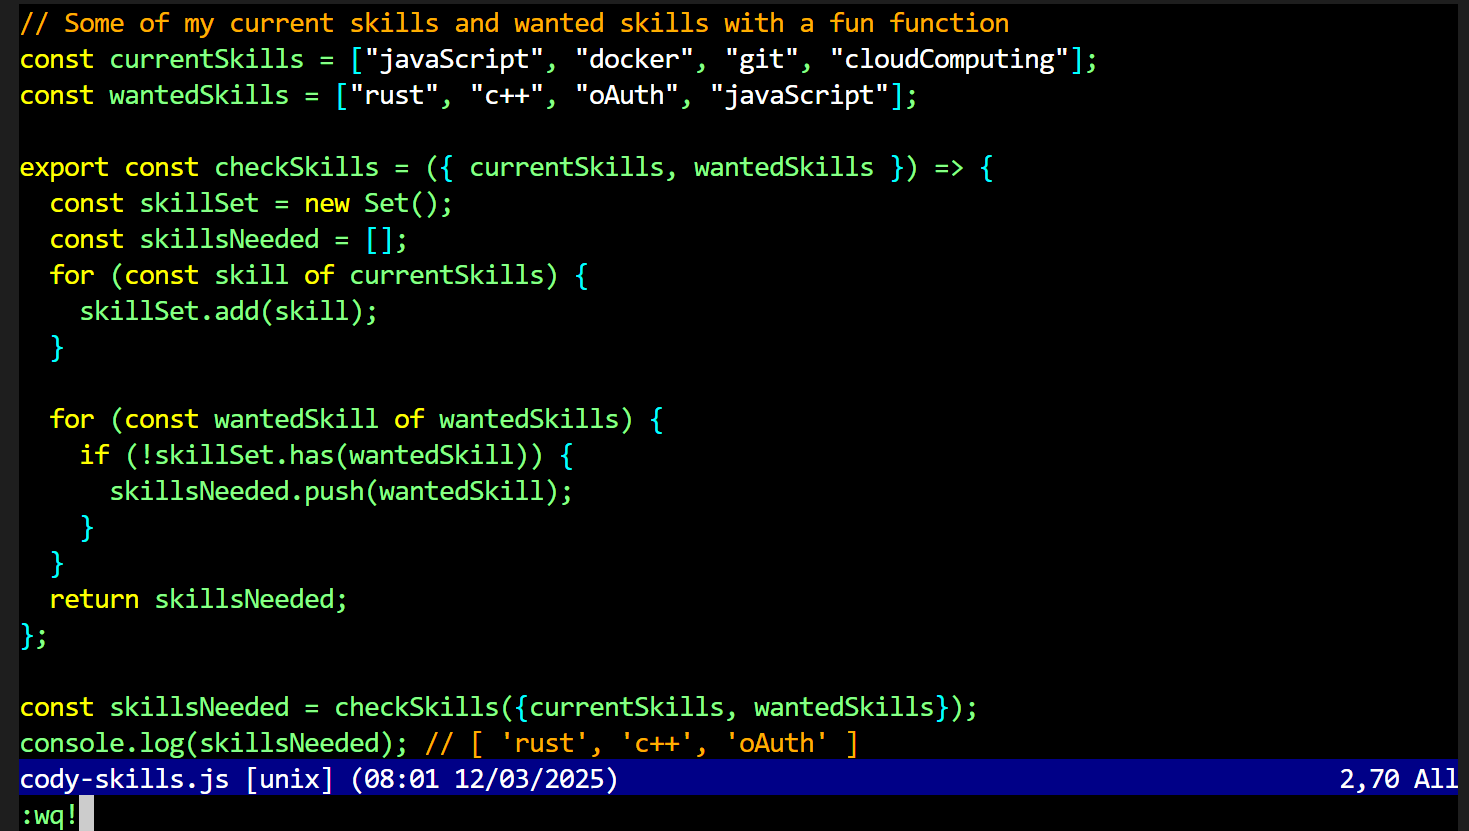 // Some of my current skills and wanted skills with a fun function
const currentSkills = ["javaScript", "docker", "git", "cloudComputing"];
const wantedSkills = ["rust", "c++", "oAuth", "javaScript"];

export const checkSkills = ({ currentSkills, wantedSkills }) => {
  const skillSet = new Set();
  const skillsNeeded = [];
  for (const skill of currentSkills) {
    skillSet.add(skill);
  }

  for (const wantedSkill of wantedSkills) {
    if (!skillSet.has(wantedSkill)) {
      skillsNeeded.push(wantedSkill);
    }
  }
  return skillsNeeded;
};

const skillsNeeded = checkSkills({currentSkills, wantedSkills});
console.log(skillsNeeded); // [ 'rust', 'c++', 'oAuth' ]
cody-skills.js [unix] (08:01 12/03/2025) 2,70 All
:wq!